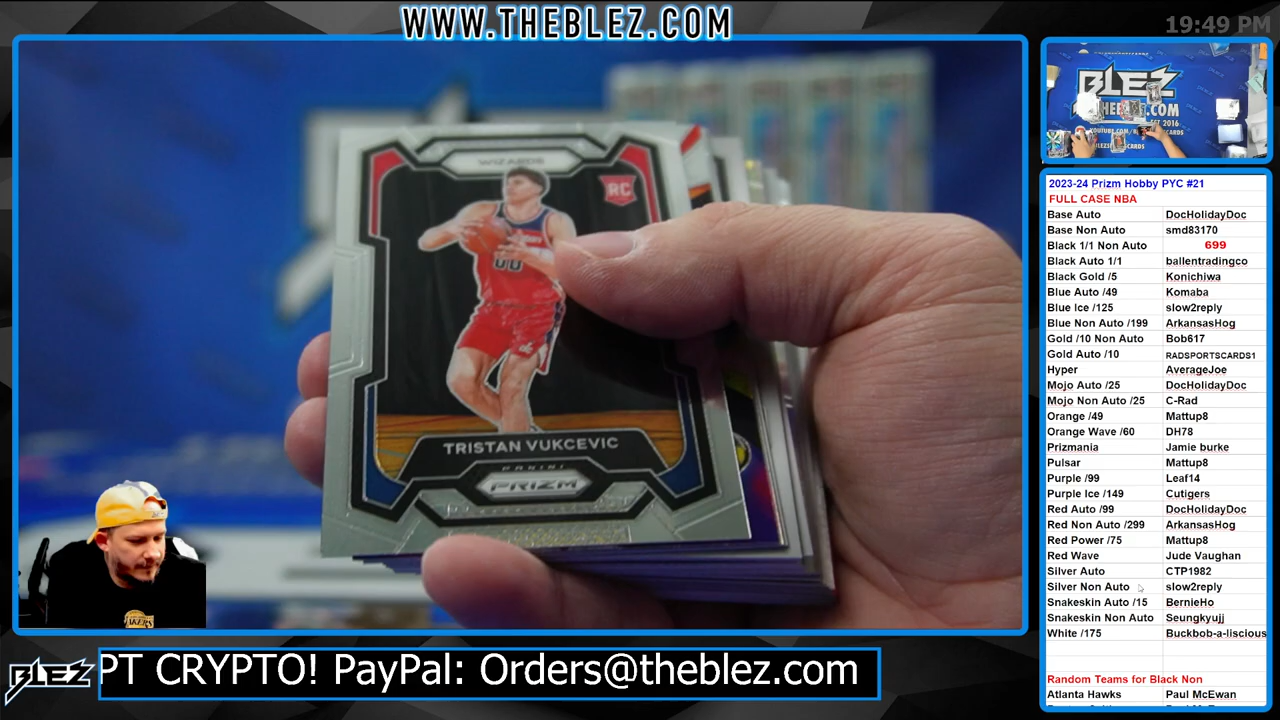 WWW.THEBLEZ.COM
19:49 PM
WIZARDS
RC
TRISTAN VUKCEVIC
PANINI
PRIZM
BLEZ
THEBLEZ.COM
EST 2016
2023-24 Prizm Hobby PYC #21
FULL CASE NBA
Base Auto DocHolidayDoc
Base Non Auto smd83170
Black 1/1 Non Auto 699
Black Auto 1/1 ballentradingco
Black Gold /5 Konichiwa
Blue Auto /49 Komaba
Blue ice /125 slow2reply
Blue Non Auto /199 ArkansasHog
Gold /10 Non Auto Bob617
Gold Auto /10 RADSPORTSCARDS1
Hyper AverageJoe
Mojo Auto /25 DocHolidayDoc
Mojo Non Auto /25 C-Rad
Orange /49 Mattup8
Orange Wave /60 DH78
Prizmania Jamie burke
Pulsar Mattup8
Purple /99 Leaf14
Purple Ice /149 Cutigers
Red Auto /99 DocHolidayDoc
Red Non Auto /299 ArkansasHog
Red Power /75 Mattup8
Red Wave Jude Vaughan
Silver Auto CTP1982
Silver Non Auto slow2reply
Snakeskin Auto /15 BernieHo
Snakeskin Non Auto Seungkyujj
White /175 Buckbob-a-liscious
Random Teams for Black Non
Atlanta Hawks Paul McEwan
BLEZ
PT CRYPTO! PayPal: Orders@theblez.com